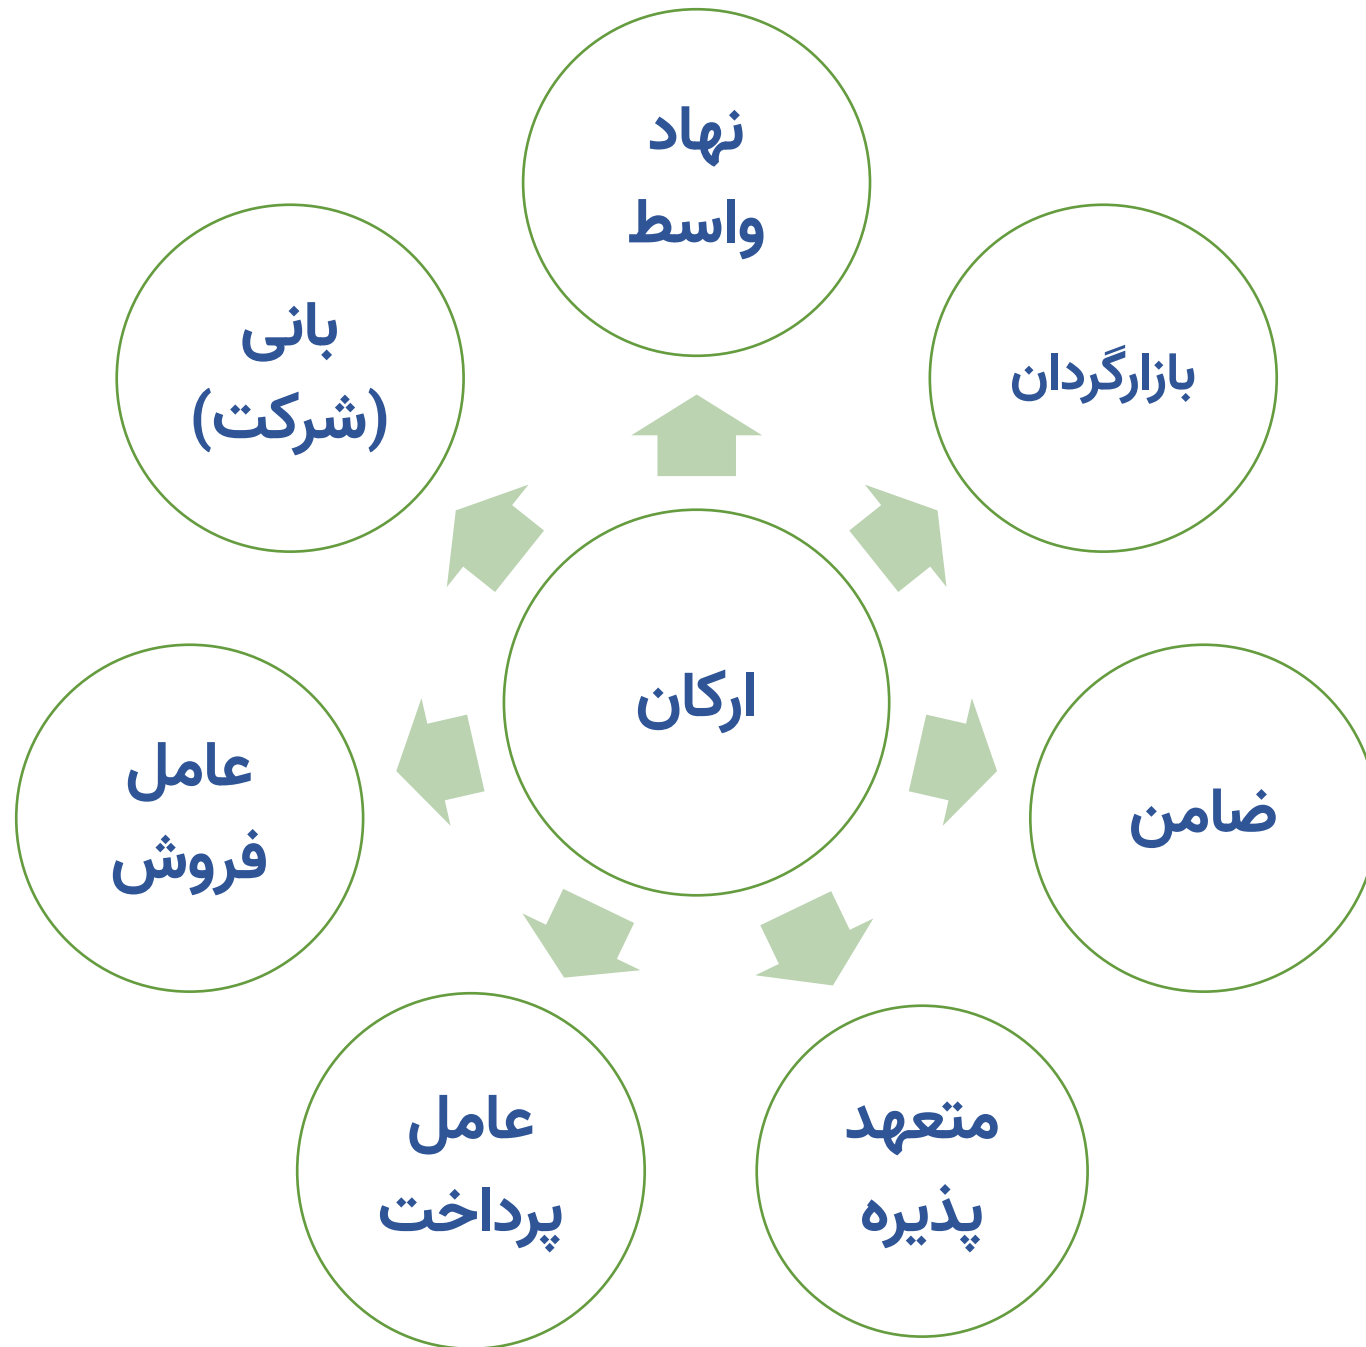 نهاد
واسط
بازارگردان
ضامن
متعهد
پذیره
عامل
پرداخت
عامل
فروش
بانی
(شرکت)
ارکان